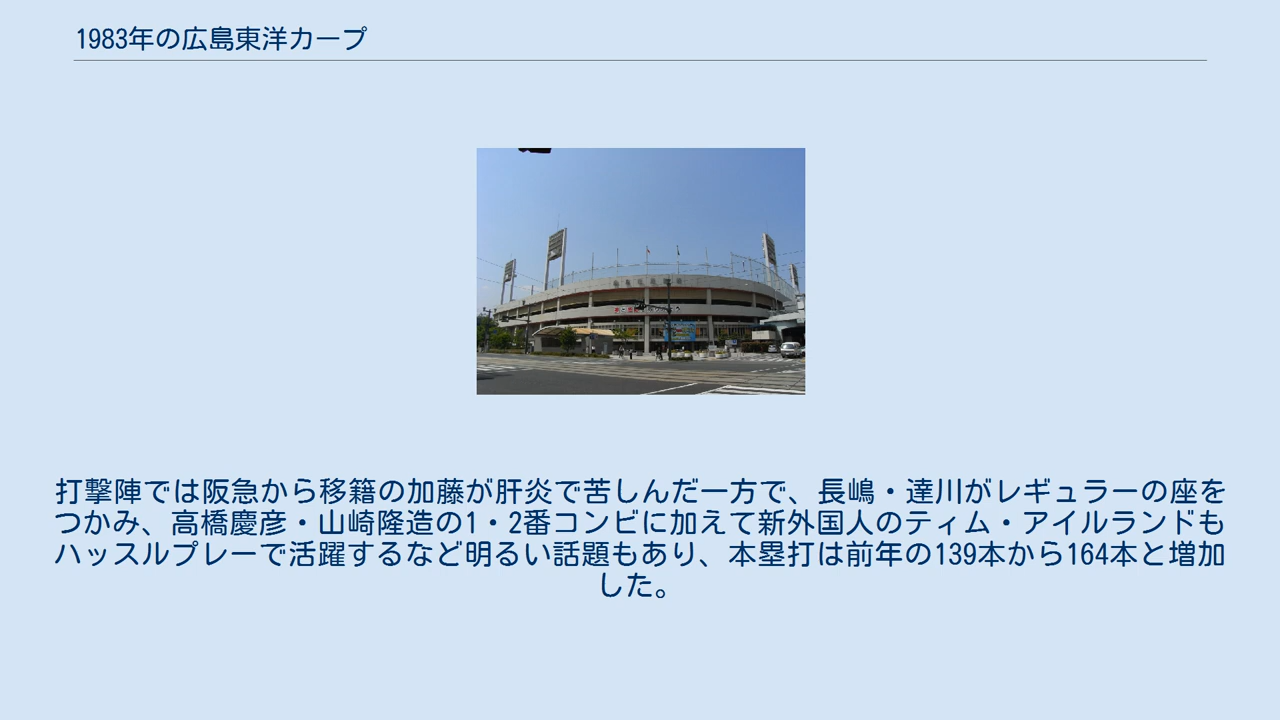 1983年の広島東洋カープ
打撃陣では阪急から移籍の加藤が肝炎で苦しんだ一方で、長嶋・達川がレギュラーの座を
つかみ、高橋慶彦・山崎隆造の1・2番コンビに加えて新外国人のティム・アイルランドも
ハッスルプレーで活躍するなど明るい話題もあり、本塁打は前年の139本から164本と増加
した。